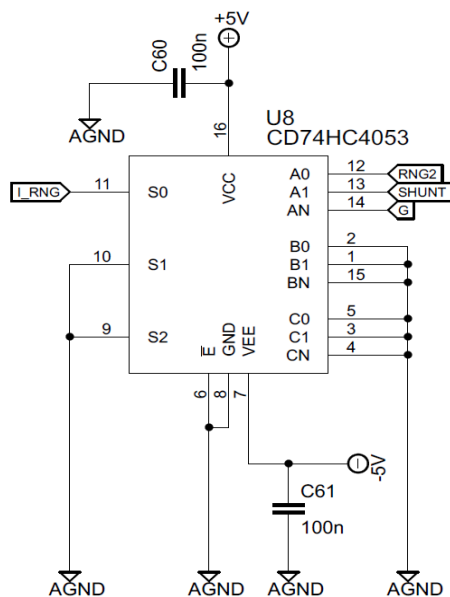 +5V
C60
100n
AGND
16
U8
CD74HC4053
I_RNG
11
S0
VCC
A0
12
RNG2
A1
13
SHUNT
AN
14
G
10
S1
B0
2
B1
1
BN
15
9
S2
C0
5
C1
3
CN
4
E
GND
VEE
6
8
7
-5V
C61
100n
AGND
AGND
AGND
AGND